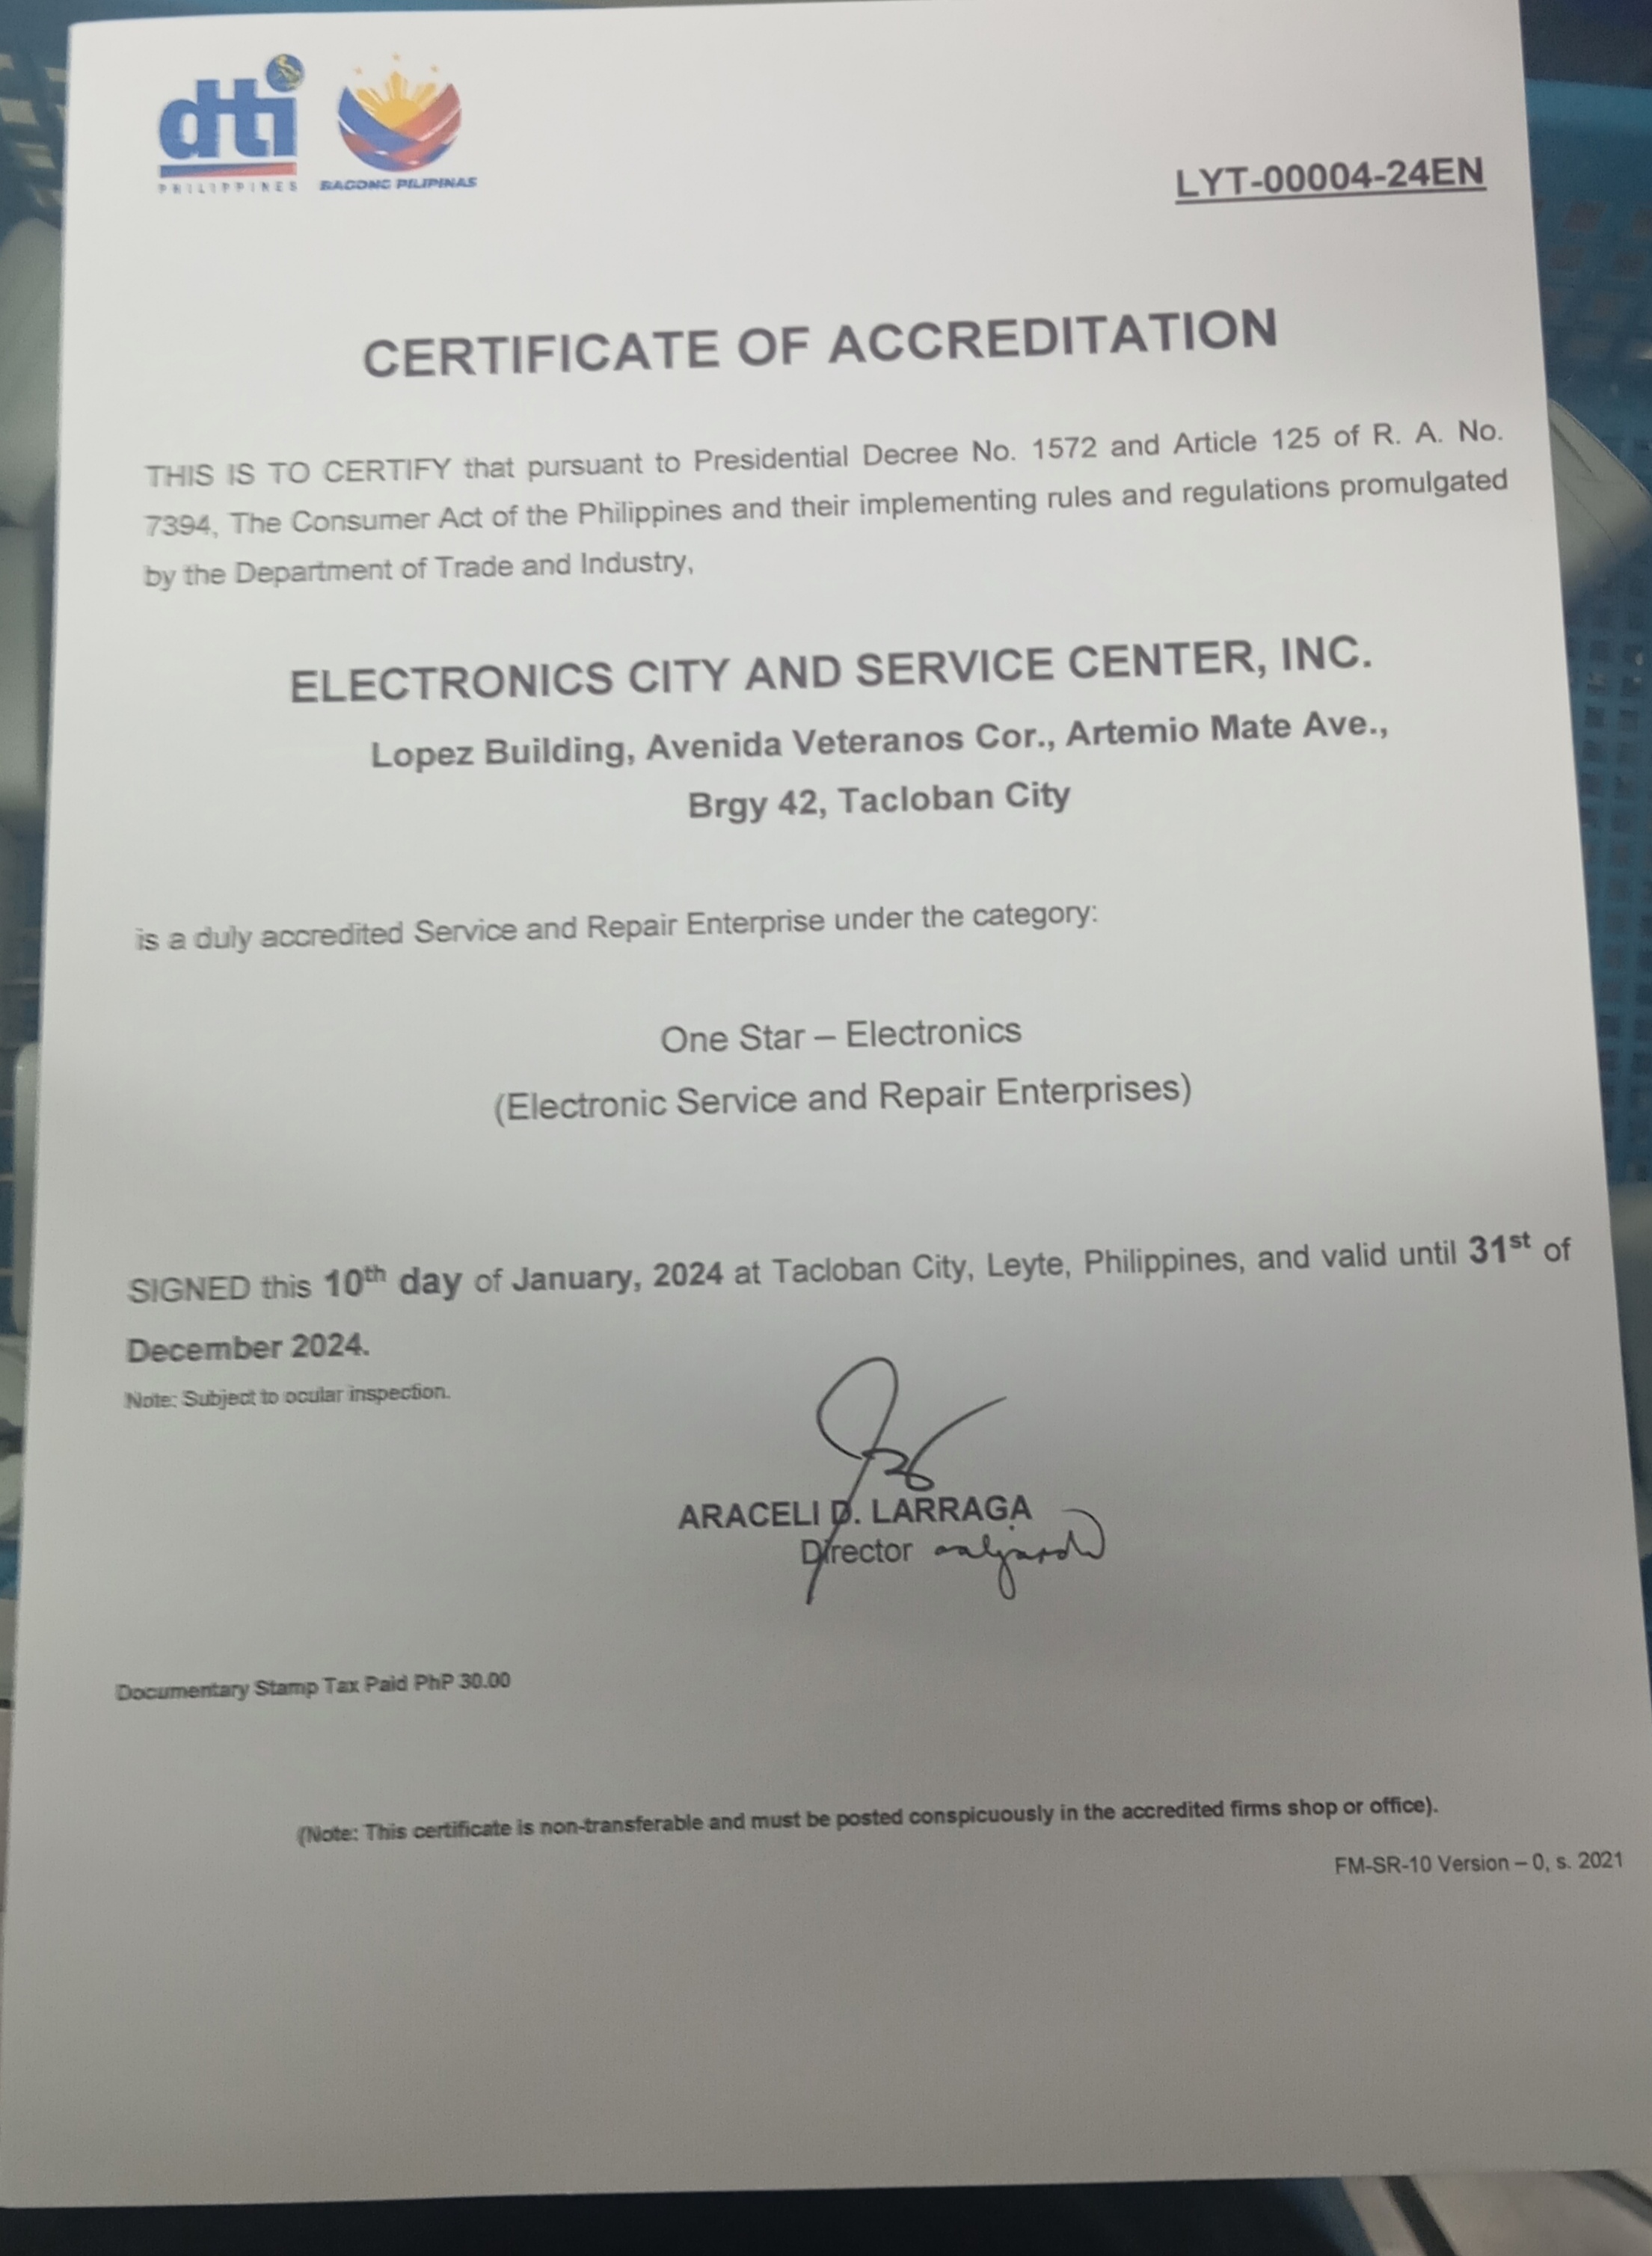 dti
PHILIPPINES
BAGONG PILIPINAS
LYT-00004-24EN
CERTIFICATE OF ACCREDITATION
THIS IS TO CERTIFY that pursuant to Presidential Decree No. 1572 and Article 125 of R. A. No.
7394, The Consumer Act of the Philippines and their implementing rules and regulations promulgated
by the Department of Trade and Industry,
ELECTRONICS CITY AND SERVICE CENTER, INC.
Lopez Building, Avenida Veteranos Cor., Artemio Mate Ave.,
Brgy 42, Tacloban City
is a duly accredited Service and Repair Enterprise under the category:
One Star – Electronics
(Electronic Service and Repair Enterprises)
SIGNED this 10th day of January, 2024 at Tacloban City, Leyte, Philippines, and valid until 31st of
December 2024.
Note: Subject to ocular inspection.
ARACELI D. LARRAGA
Director
Documentary Stamp Tax Paid PhP 30.00
(Note: This certificate is non-transferable and must be posted conspicuously in the accredited firms shop or office).
FM-SR-10 Version – 0, s. 2021